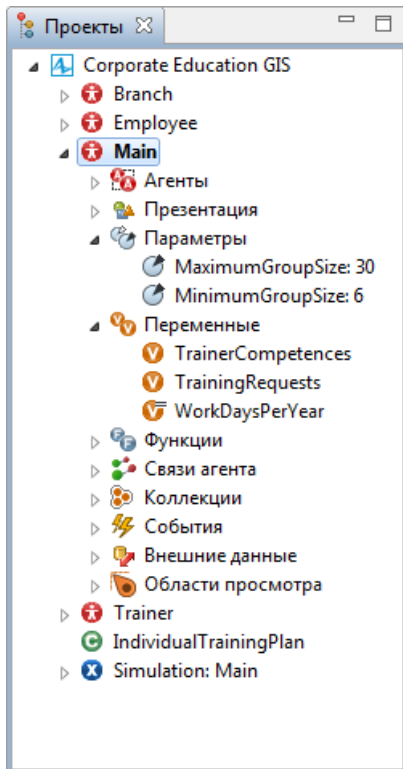 Проекты
Corporate Education GIS
Branch
Employee
Main
Агенты
Презентация
Параметры
MaximumGroupSize: 30
MinimumGroupSize: 6
Переменные
TrainerCompetences
TrainingRequests
WorkDaysPerYear
Функции
Связи агента
Коллекции
События
Внешние данные
Области просмотра
Trainer
IndividualTrainingPlan
Simulation: Main